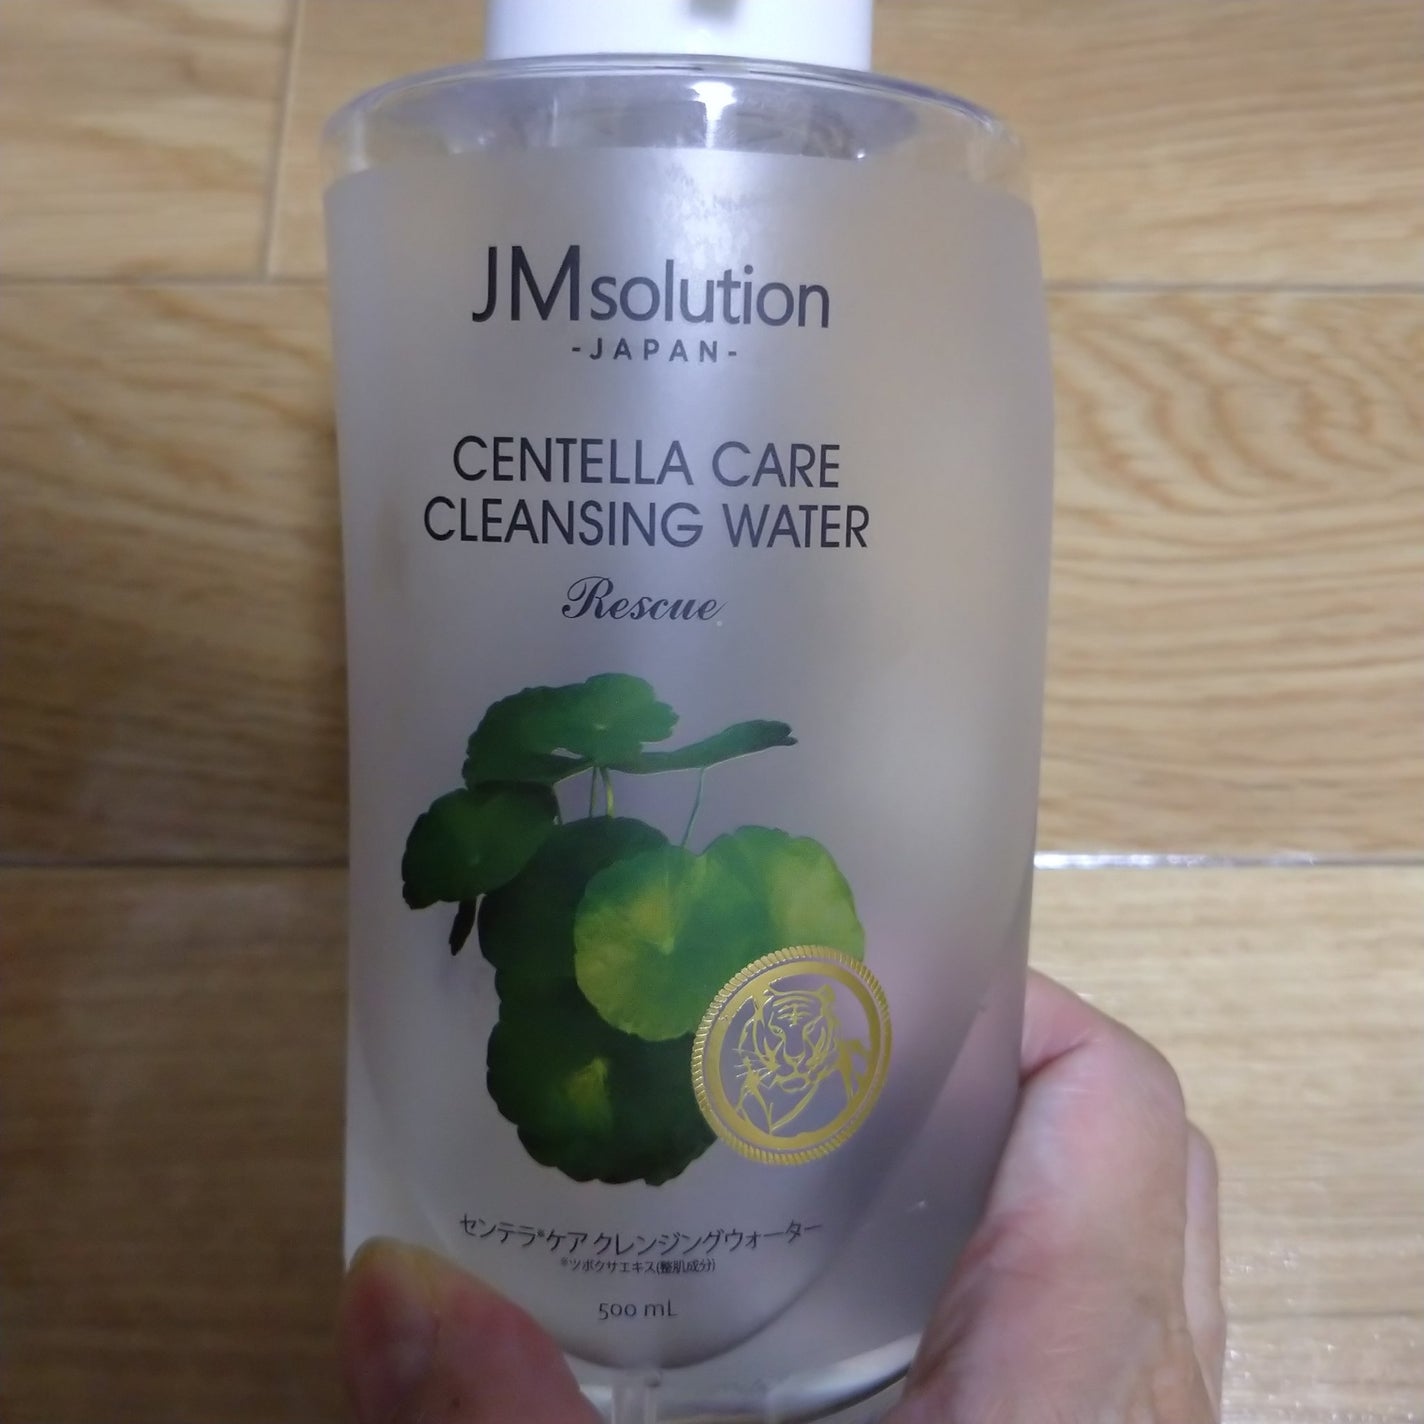 JMsolution
-JAPAN-
CENTELLA CARE
CLEANSING WATER
Rescue
センテラ※ケア クレンジングウォーター
※ツボクサエキス(整肌成分)
500 mL